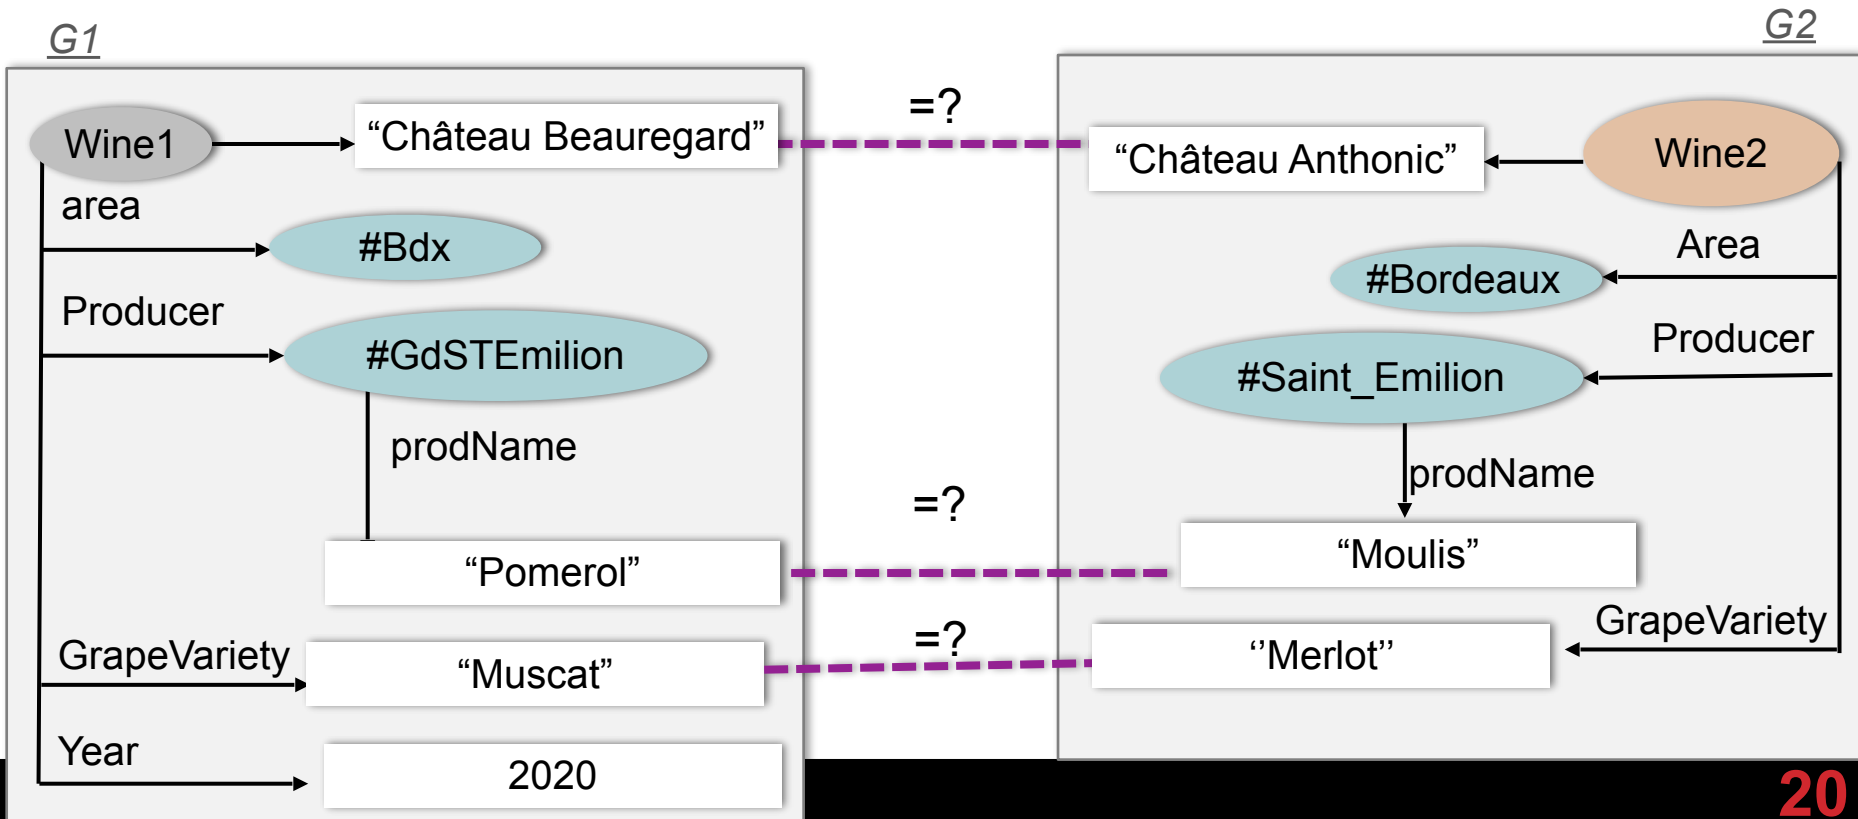 G1
G2
Wine1
“Château Beauregard”
=?
“Château Anthonic”
Wine2
area
#Bdx
Area
#Bordeaux
Producer
#GdSTEmilion
Producer
#Saint_Emilion
prodName
prodName
=?
“Pomerol”
“Moulis”
GrapeVariety
“Muscat”
=?
‘’Merlot’’
GrapeVariety
Year
2020
20